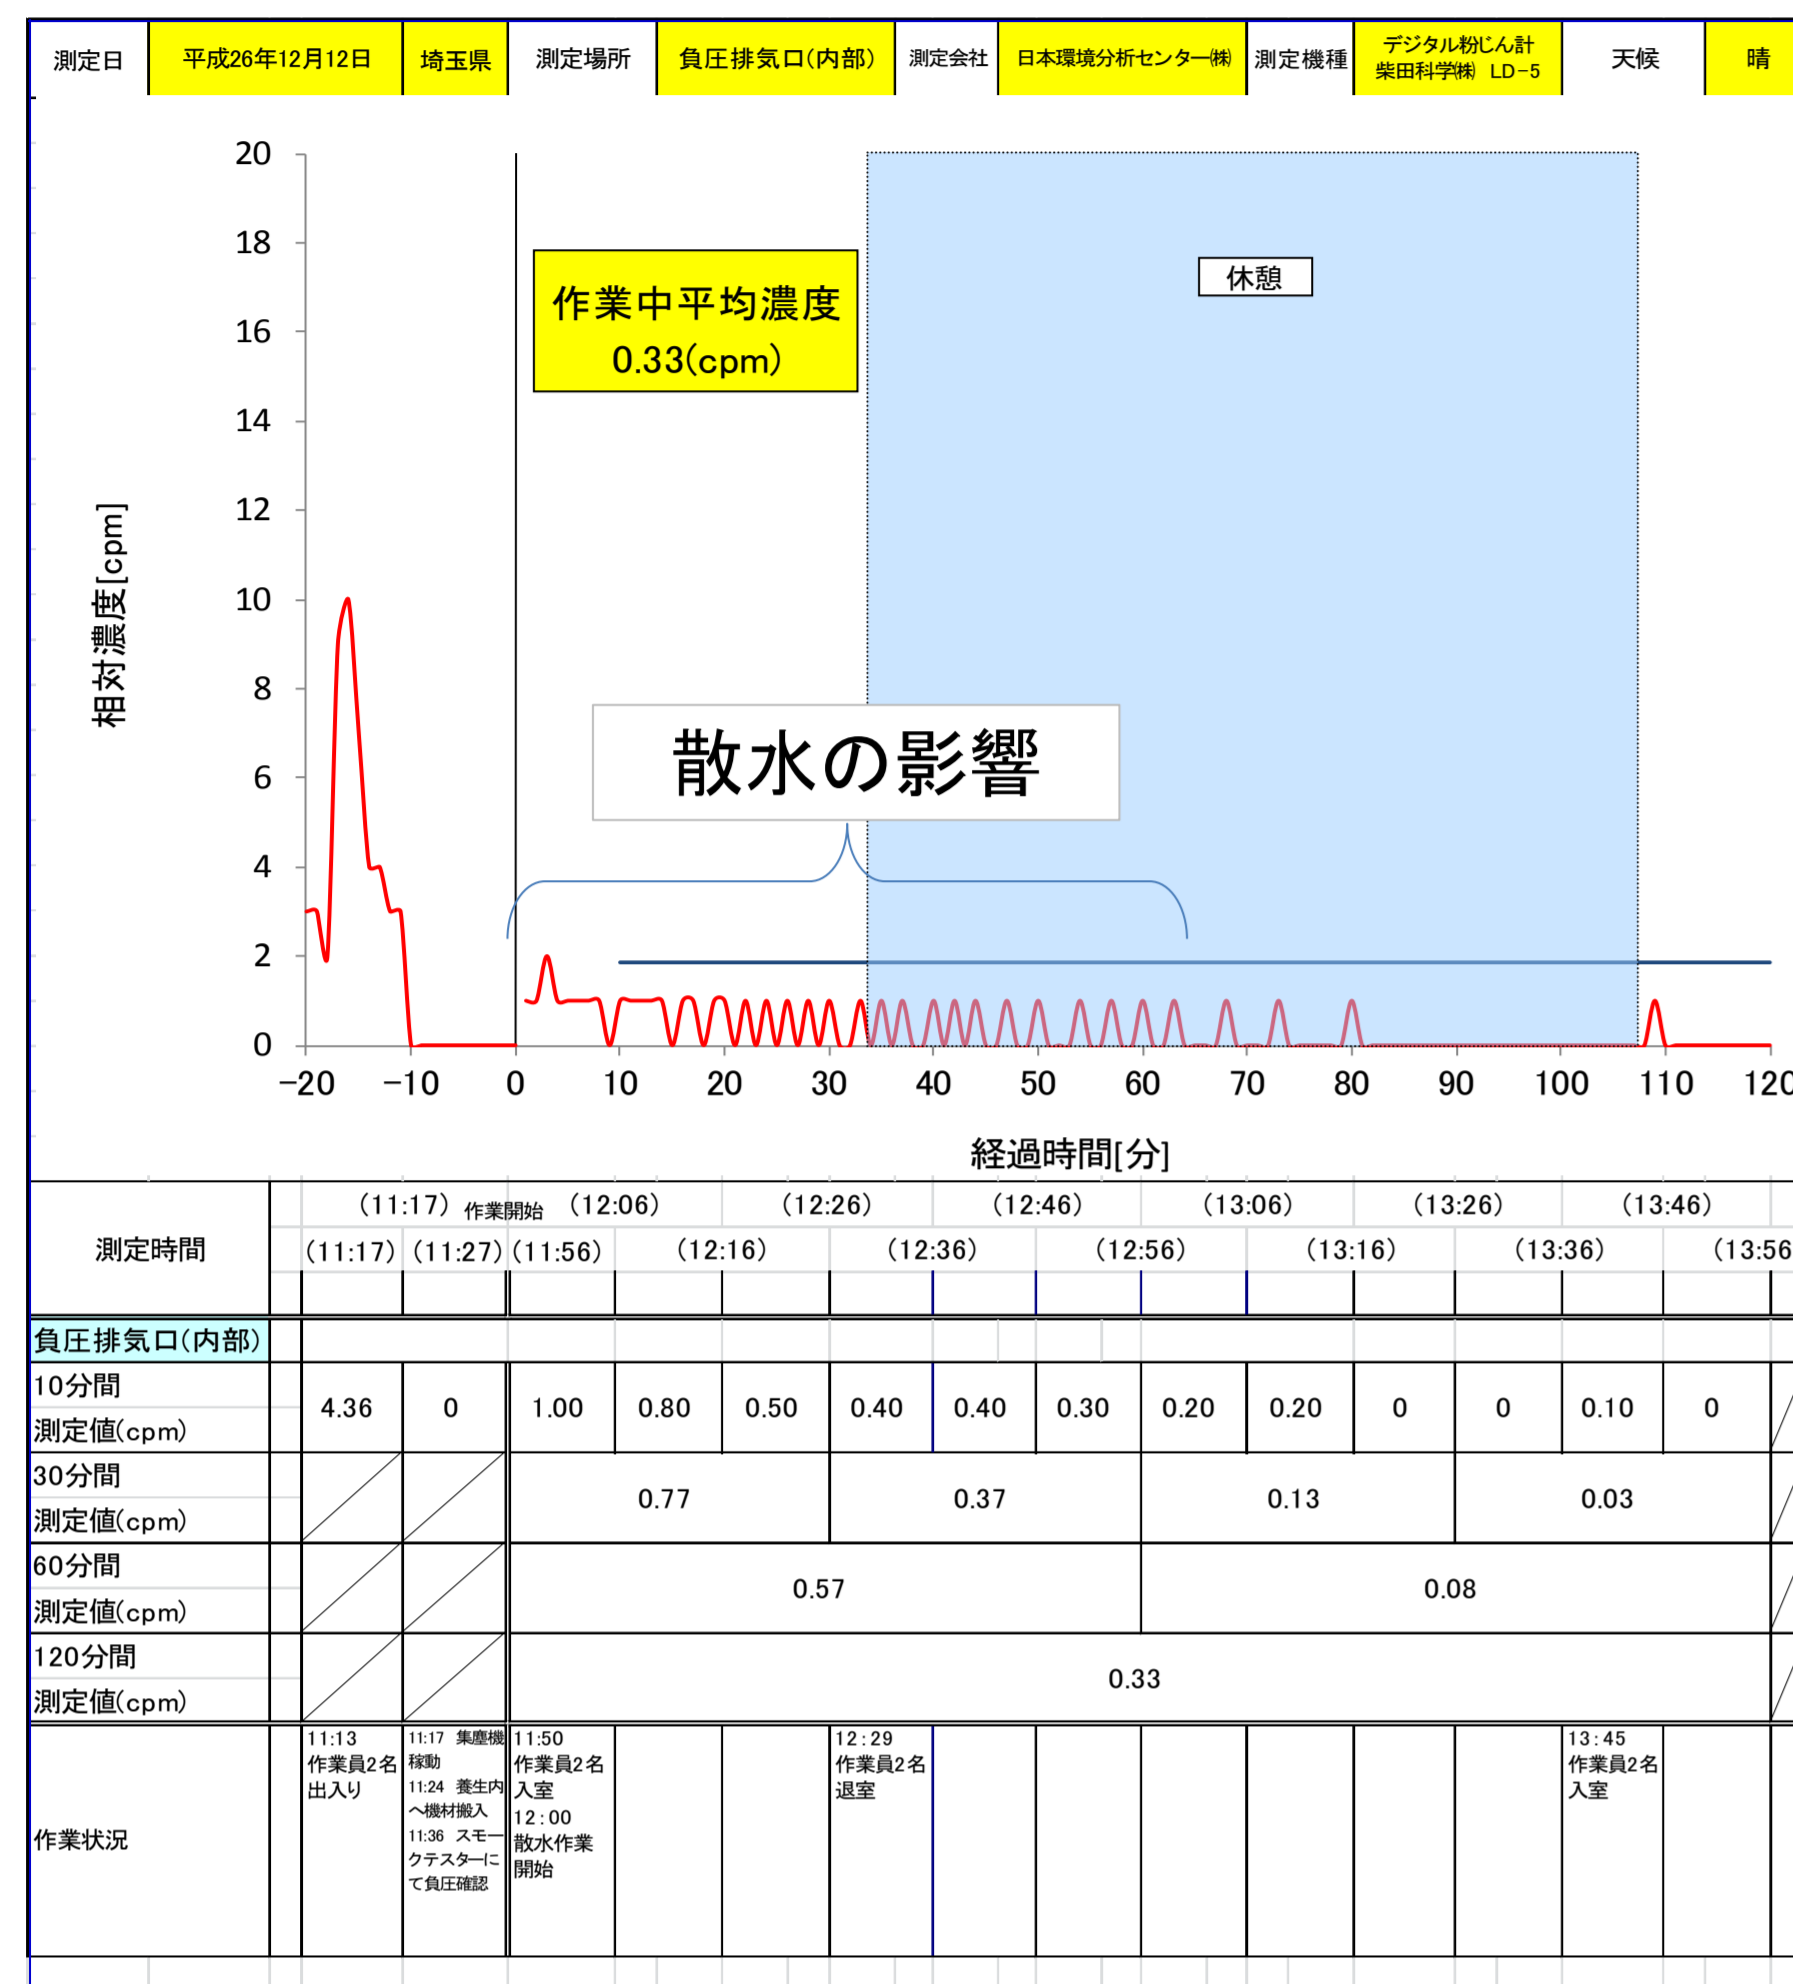 測定日 平成26年12月12日 埼玉県 測定場所 負圧排気口(内部) 測定会社 日本環境分析センター㈱ 測定機種 デジタル粉じん計 天候 晴
柴田科学㈱ LD-5
20
18
16
14
12
10
8
6
4
2
0
相対濃度[cpm]
作業中平均濃度
0.33(cpm)
休憩
散水の影響
-20 -10 0 10 20 30 40 50 60 70 80 90 100 110 120
経過時間[分]
測定時間
(11:17) 作業開始 (12:06) (12:26) (12:46) (13:06) (13:26) (13:46)
(11:17) (11:27) (11:56) (12:16) (12:36) (12:56) (13:16) (13:36) (13:56
負圧排気口(内部)
10分間
測定値(cpm)
4.36 0 1.00 0.80 0.50 0.40 0.40 0.30 0.20 0.20 0 0 0.10 0
30分間
測定値(cpm)
0.77 0.37 0.13 0.03
60分間
測定値(cpm)
0.57 0.08
120分間
測定値(cpm)
0.33
作業状況
11:13
作業員2名
出入り
11:17 集塵機
稼動
11:24 養生内
へ機材搬入
11:36 スモー
クテスターに
て負圧確認
11:50
作業員2名
入室
12:00
散水作業
開始
12:29
作業員2名
退室
13:45
作業員2名
入室